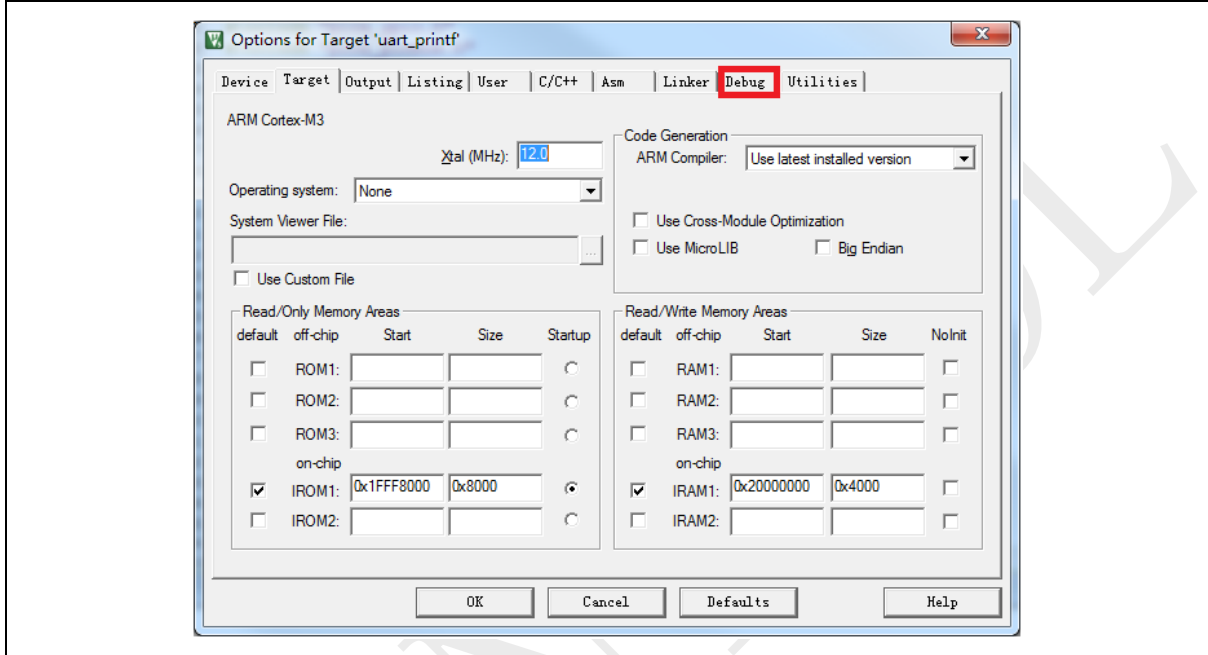 Options for Target 'uart_printf'
Device Target Output Listing User C/C++ Asm Linker Debug Utilities
ARM Cortex-M3
Xtal (MHz): 12.0
Operating system: None
System Viewer File:
...
Use Custom File
Code Generation
ARM Compiler: Use latest installed version
Use Cross-Module Optimization
Use MicroLIB Big Endian
Read/Only Memory Areas
default off-chip Start Size Startup
ROM1:
ROM2:
ROM3:
on-chip
IROM1: 0x1FFF8000 0x8000
IROM2:
Read/Write Memory Areas
default off-chip Start Size NoInit
RAM1:
RAM2:
RAM3:
on-chip
IRAM1: 0x20000000 0x4000
IRAM2:
OK Cancel Defaults Help